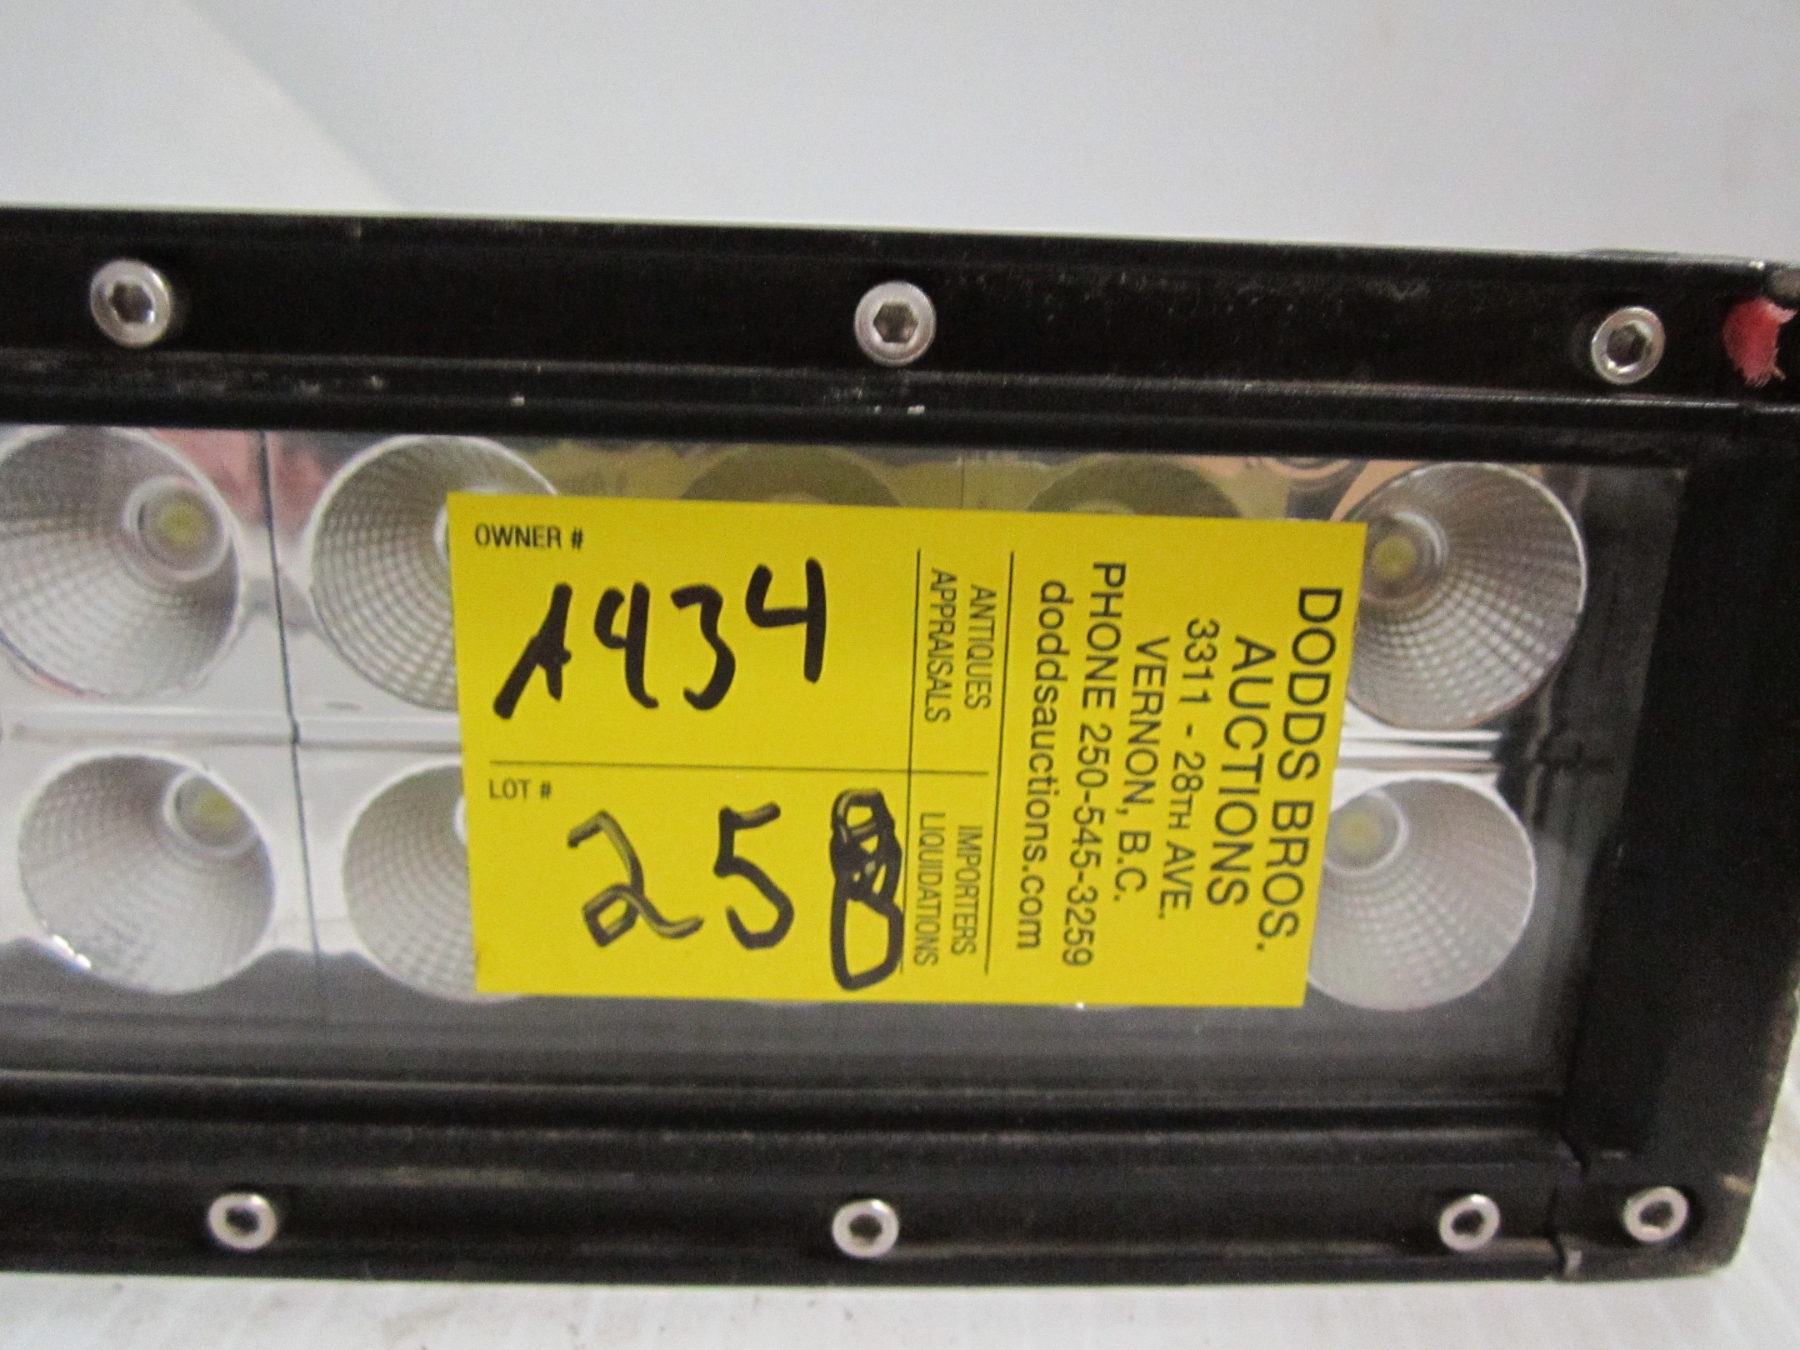 OWNER #
1434
LOT #
25
ANTIQUES
APPRAISALS
IMPORTERS
LIQUIDATIONS
DODDS BROS.
AUCTIONS
3311 - 28TH AVE.
VERNON, B.C.
PHONE 250-545-3259
doddsauctions.com